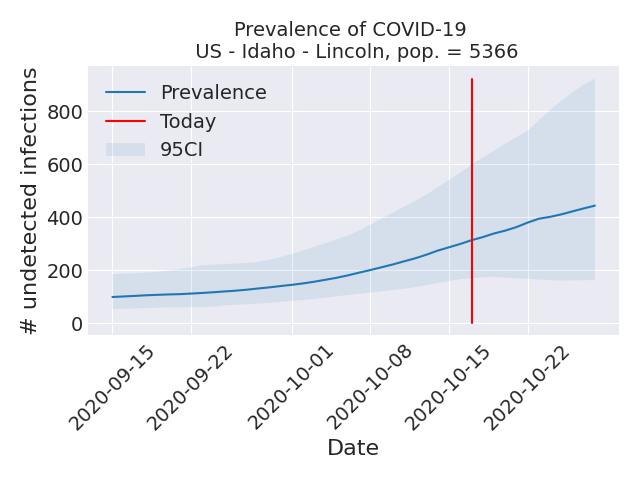 Prevalence of COVID-19
US - Idaho - Lincoln, pop. = 5366
# undetected infections
800
600
400
200
0
Prevalence
Today
95CI
2020-09-15
2020-09-22
2020-10-01
2020-10-08
2020-10-15
2020-10-22
Date